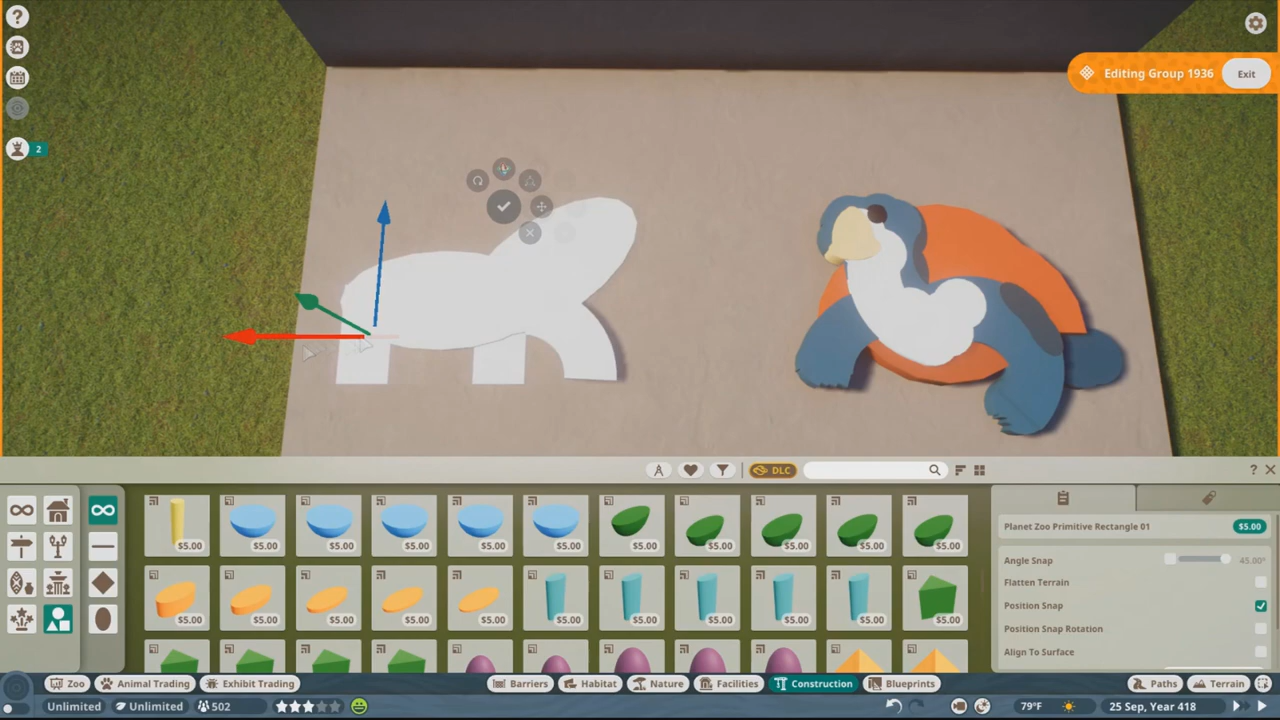 ?
Editing Group 1936 Exit
2
DLC
? ×
$5.00 $5.00 $5.00 $5.00 $5.00 $5.00 $5.00 $5.00 $5.00 $5.00 $5.00
$5.00 $5.00 $5.00 $5.00 $5.00 $5.00 $5.00 $5.00 $5.00 $5.00 $5.00
Planet Zoo Primitive Rectangle 01 $5.00
Angle Snap 45.00°
Flatten Terrain
Position Snap
Position Snap Rotation
Align To Surface
Zoo Animal Trading Exhibit Trading Barriers Habitat Nature Facilities Construction Blueprints Paths Terrain
Unlimited Unlimited 502 79°F 25 Sep, Year 418